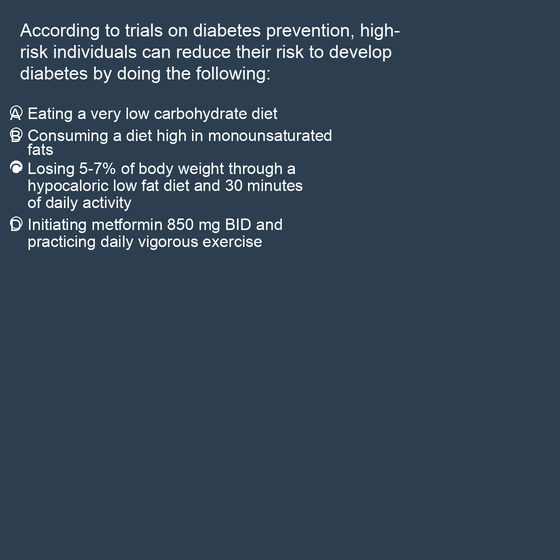 According to trials on diabetes prevention, high-
risk individuals can reduce their risk to develop
diabetes by doing the following:
A Eating a very low carbohydrate diet
B Consuming a diet high in monounsaturated
fats
C Losing 5-7% of body weight through a
hypocaloric low fat diet and 30 minutes
of daily activity
D Initiating metformin 850 mg BID and
practicing daily vigorous exercise